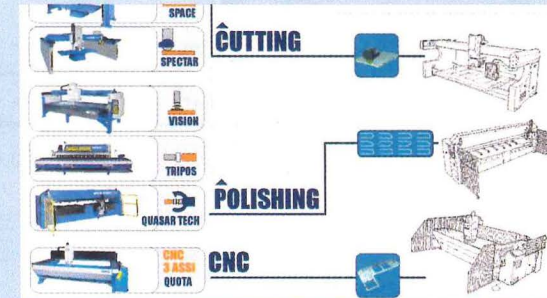 SPACE
CUTTING
SPECTAR
VISION
TRIPOS
POLISHING
QUASAR TECH
CNC
3 ASSI
QUOTA
CNC